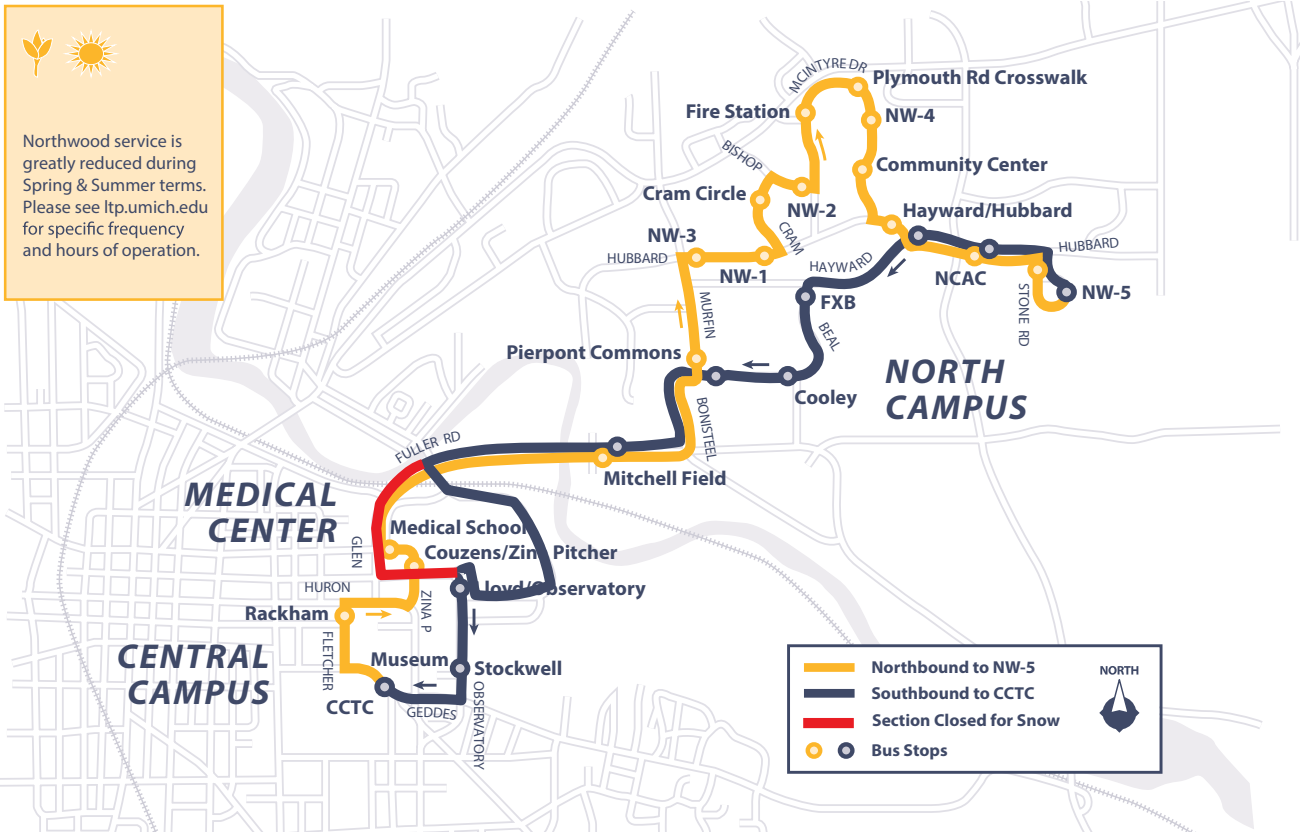 Northwood service is
greatly reduced during
Spring & Summer terms.
Please see ltp.umich.edu
for specific frequency
and hours of operation.
MCINTYRE DR
Plymouth Rd Crosswalk
Fire Station
NW-4
BISHOP
Community Center
Cram Circle
NW-2
Hayward/Hubbard
NW-3
CRAM
HUBBARD
HUBBARD
NW-1
HAYWARD
NCAC
NW-5
FXB
MURFIN
STONE RD
BEAL
Pierpont Commons
NORTH
CAMPUS
Cooley
BONISTEEL
FULLER RD
Mitchell Field
MEDICAL
CENTER
Medical School
GLEN
Couzens/Zina Pitcher
HURON
Lloyd/Observatory
ZINA P
Rackham
FLETCHER
CENTRAL
CAMPUS
Museum
Stockwell
OBSERVATORY
CCTC
GEDDES
Northbound to NW-5
Southbound to CCTC
Section Closed for Snow
Bus Stops
NORTH